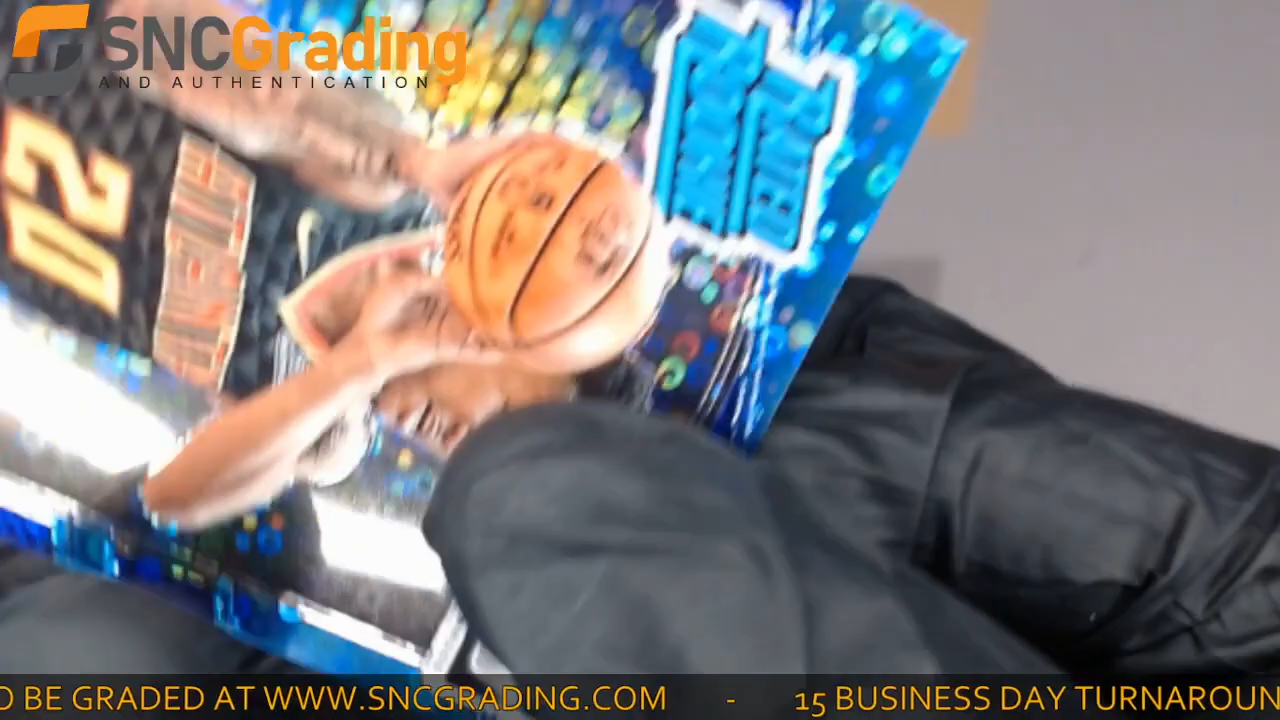 SNCGrading
AND AUTHENTICATION
20
O BE GRADED AT WWW.SNCGRADING.COM - 15 BUSINESS DAY TURNAROUN